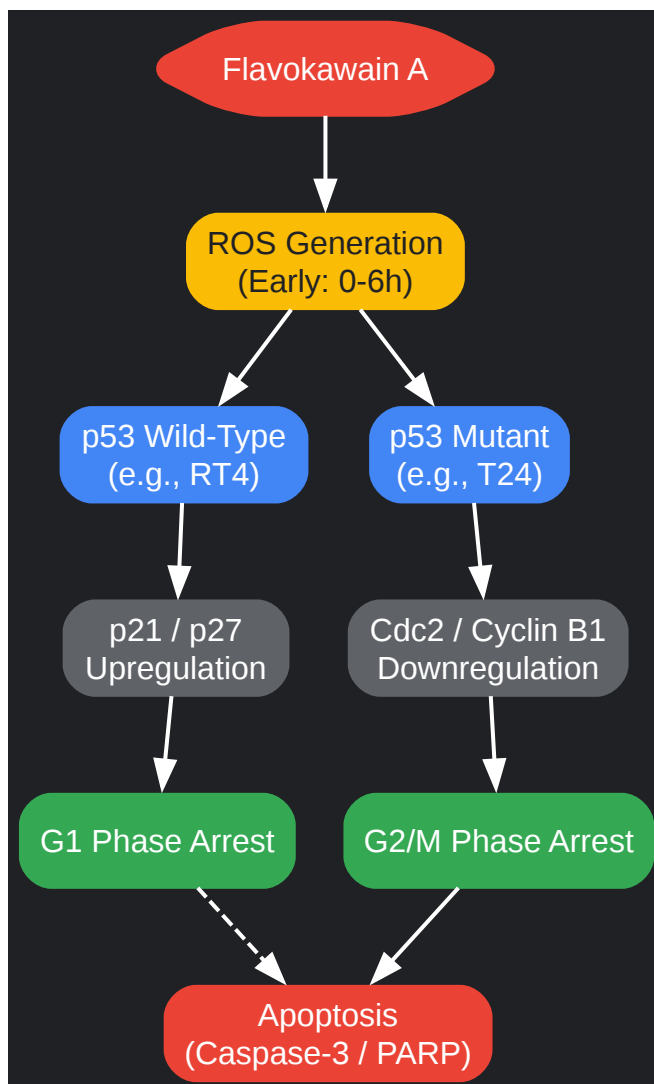 Flavokawain A
ROS Generation
(Early: 0-6h)
p53 Wild-Type
(e.g., RT4)
p53 Mutant
(e.g., T24)
p21 / p27
Upregulation
Cdc2 / Cyclin B1
Downregulation
G1 Phase Arrest
G2/M Phase Arrest
Apoptosis
(Caspase-3 / PARP)